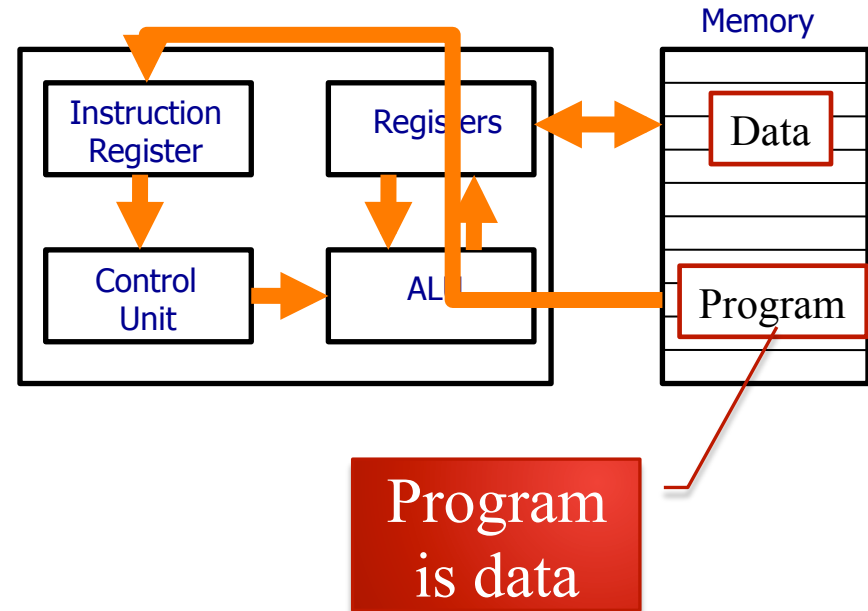 Memory
Instruction
Register
Registers
Data
Control
Unit
ALU
Program
Program
is data